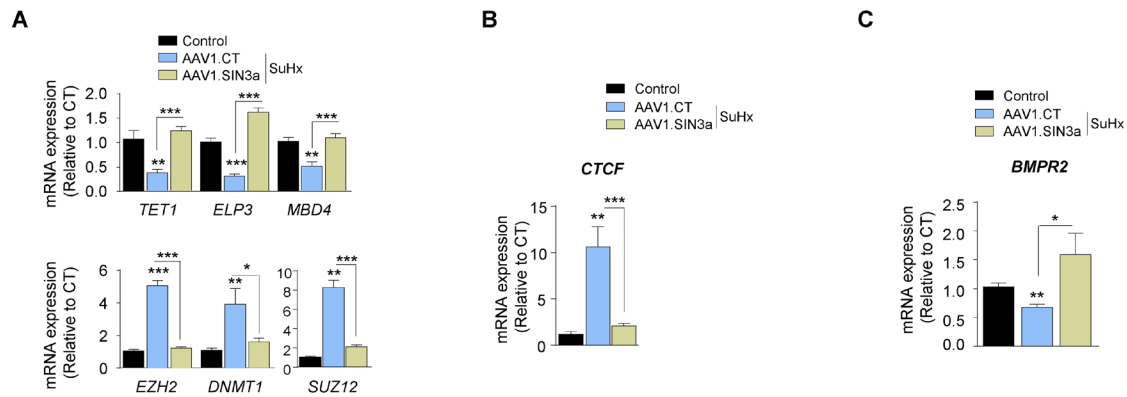 A
Control
AAV1.CT
AAV1.SIN3a
SuHx
mRNA expression
(Relative to CT)
2.0
1.5
1.0
0.5
0.0
**
***
***
***
**
***
TET1
ELP3
MBD4
mRNA expression
(Relative to CT)
6
4
2
0
***
***
**
*
10
8
6
4
2
0
**
***
EZH2
DNMT1
SUZ12
B
Control
AAV1.CT
AAV1.SIN3a
SuHx
CTCF
mRNA expression
(Relative to CT)
15
10
5
0
**
***
C
Control
AAV1.CT
AAV1.SIN3a
SuHx
BMPR2
mRNA expression
(Relative to CT)
2.5
2.0
1.5
1.0
0.5
0.0
**
*